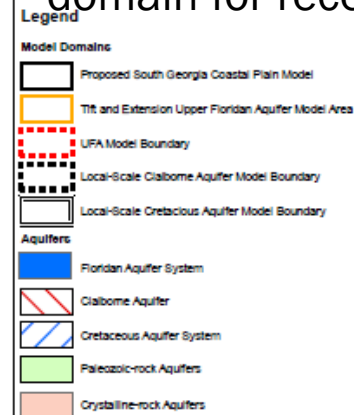 domain for reco
Legend
Model Domains
Proposed South Georgia Coastal Plain Model
Tift and Extension Upper Floridan Aquifer Model Area
UFA Model Boundary
Local-Scale Claiborne Aquifer Model Boundary
Local-Scale Cretacious Aquifer Model Boundary
Aquifers
Floridan Aquifer System
Claiborne Aquifer
Cretaceous Aquifer System
Paleozoic-rock Aquifers
Crystalline-rock Aquifers